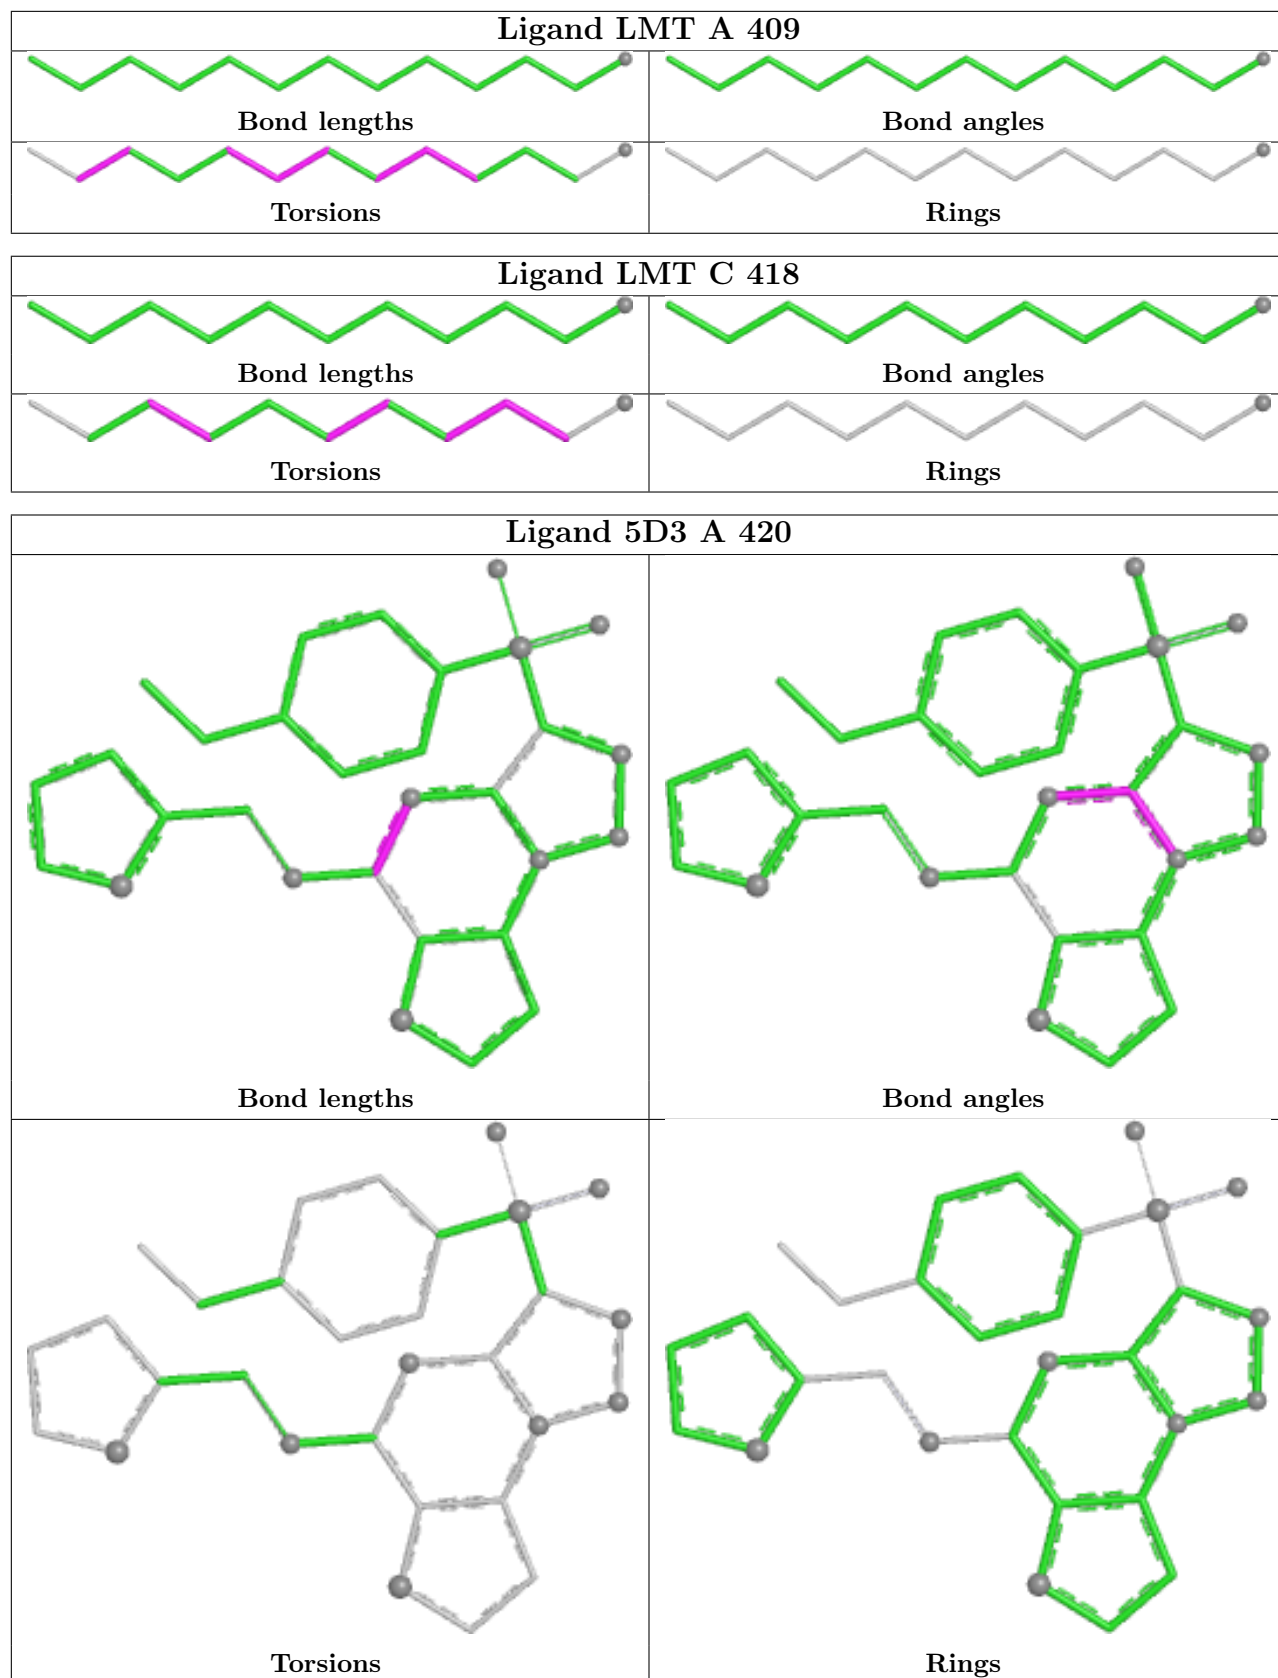 Ligand LMT A 409
Bond lengths
Bond angles
Torsions
Rings
Ligand LMT C 418
Bond lengths
Bond angles
Torsions
Rings
Ligand 5D3 A 420
Bond lengths
Bond angles
Torsions
Rings